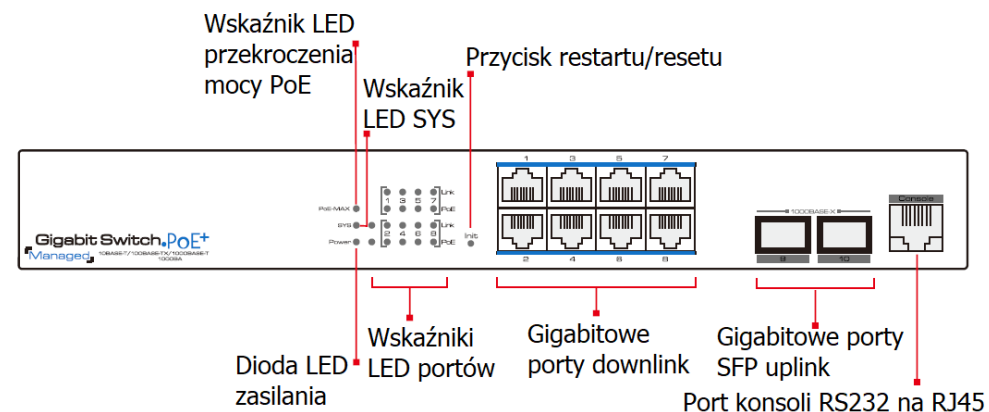 Wskaźnik LED
przekroczenia
mocy PoE
Przycisk restartu/resetu
Wskaźnik
LED SYS
1 3 5 7
Link
1 3 5 7
PoE-MAX PoE
SYS Link
2 4 6 8
Power PoE
Init
Console
1000BASE-X
Gigabit Switch PoE+
Managed 10BASE-T/100BASE-TX/1000BASE-T
2 4 6 8
9 10
Wskaźniki
LED portów
Gigabitowe
porty downlink
Gigabitowe porty
SFP uplink
Dioda LED
zasilania
Port konsoli RS232 na RJ45